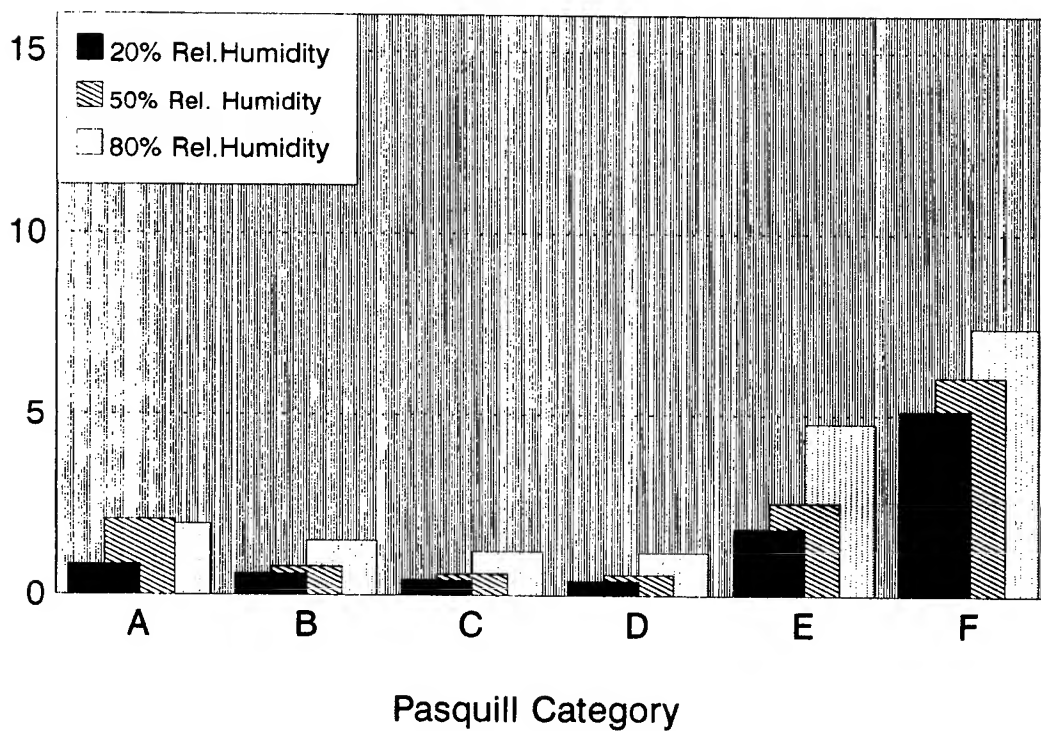 15
20% Rel.Humidity
50% Rel. Humidity
80% Rel.Humidity
10
5
0
A B C D E F
Pasquill Category